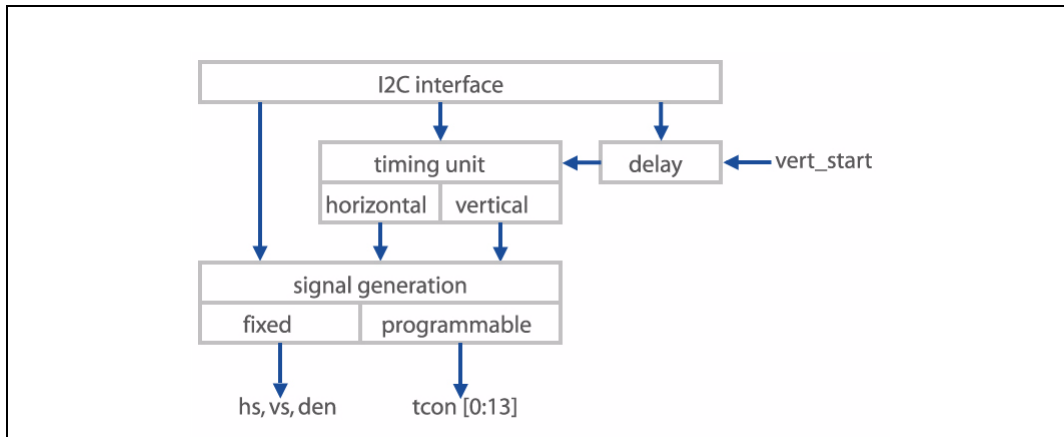 I2C interface
timing unit
delay
vert_start
horizontal
vertical
signal generation
fixed
programmable
hs, vs, den
tcon [0:13]